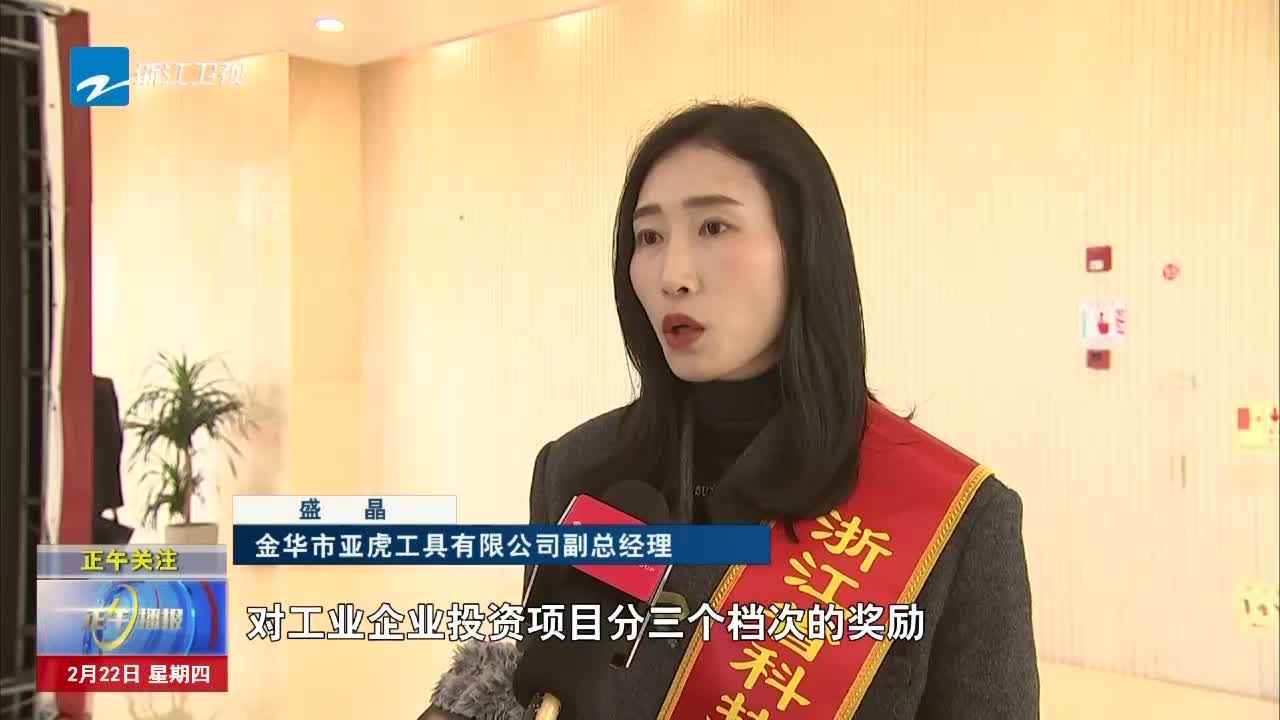 浙江卫视
盛 晶
金华市亚虎工具有限公司副总经理
正午关注
正午播报
对工业企业投资项目分三个档次的奖励
2月22日 星期四
浙江省科技